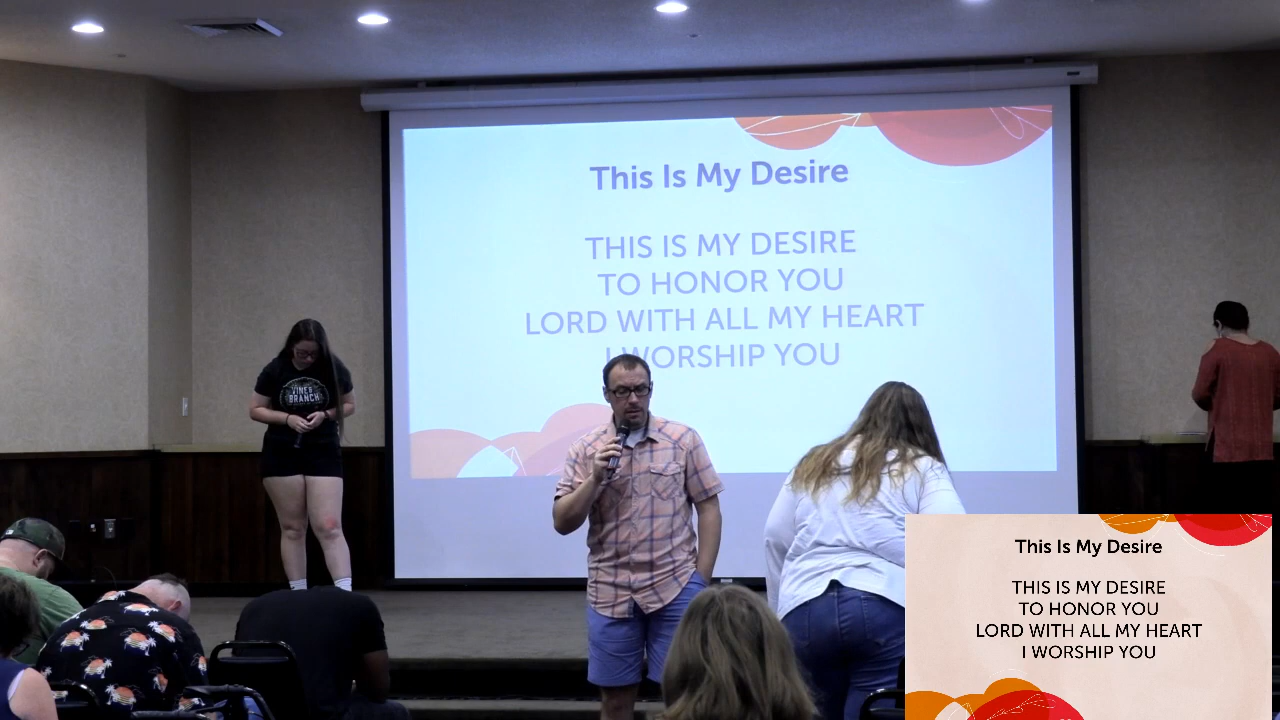 This Is My Desire
THIS IS MY DESIRE
TO HONOR YOU
LORD WITH ALL MY HEART
I WORSHIP YOU
VINE &
BRANCH
This Is My Desire
THIS IS MY DESIRE
TO HONOR YOU
LORD WITH ALL MY HEART
I WORSHIP YOU